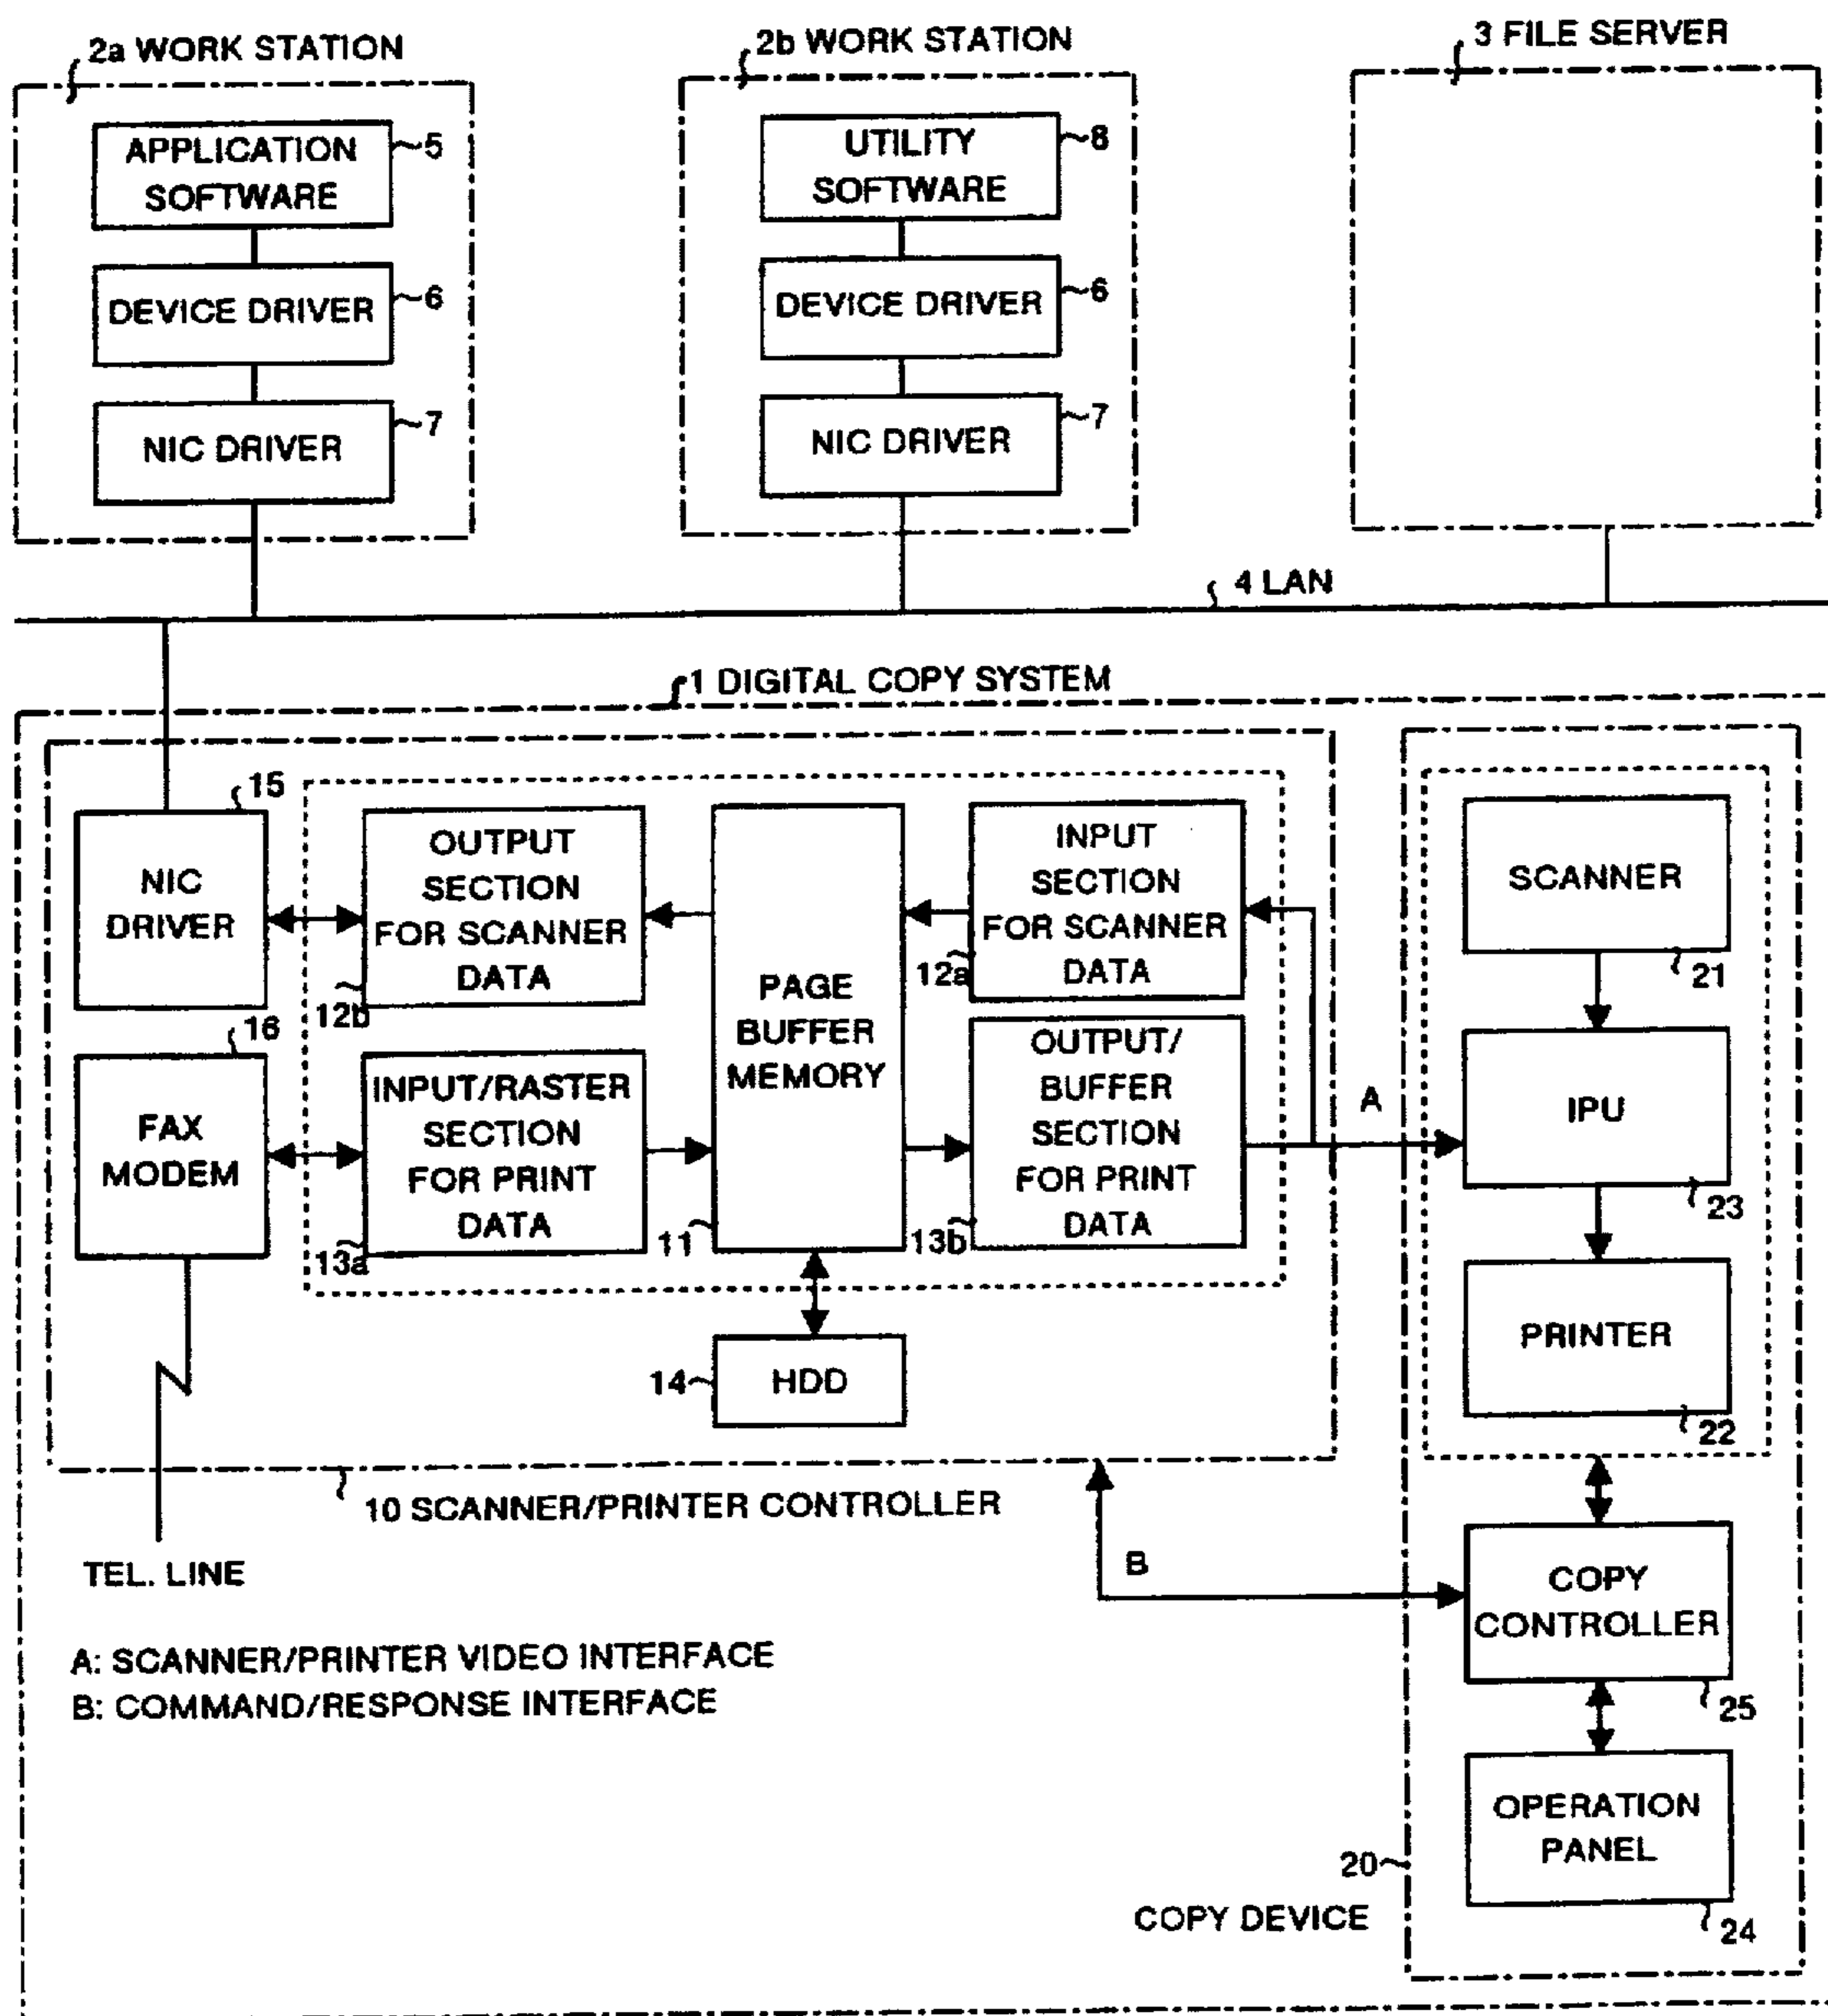 2a WORK STATION
2b WORK STATION
3 FILE SERVER
APPLICATION
SOFTWARE
5
DEVICE DRIVER
6
NIC DRIVER
7
UTILITY
SOFTWARE
8
DEVICE DRIVER
6
NIC DRIVER
7
4 LAN
1 DIGITAL COPY SYSTEM
15
NIC
DRIVER
OUTPUT
SECTION
FOR SCANNER
DATA
12b
PAGE
BUFFER
MEMORY
11
INPUT
SECTION
FOR SCANNER
DATA
12a
SCANNER
21
16
FAX
MODEM
INPUT/RASTER
SECTION
FOR PRINT
DATA
13a
OUTPUT/
BUFFER
SECTION
FOR PRINT
DATA
13b
A
IPU
23
PRINTER
22
14
HDD
10 SCANNER/PRINTER CONTROLLER
TEL. LINE
B
COPY
CONTROLLER
25
A: SCANNER/PRINTER VIDEO INTERFACE
B: COMMAND/RESPONSE INTERFACE
OPERATION
PANEL
24
20
COPY DEVICE